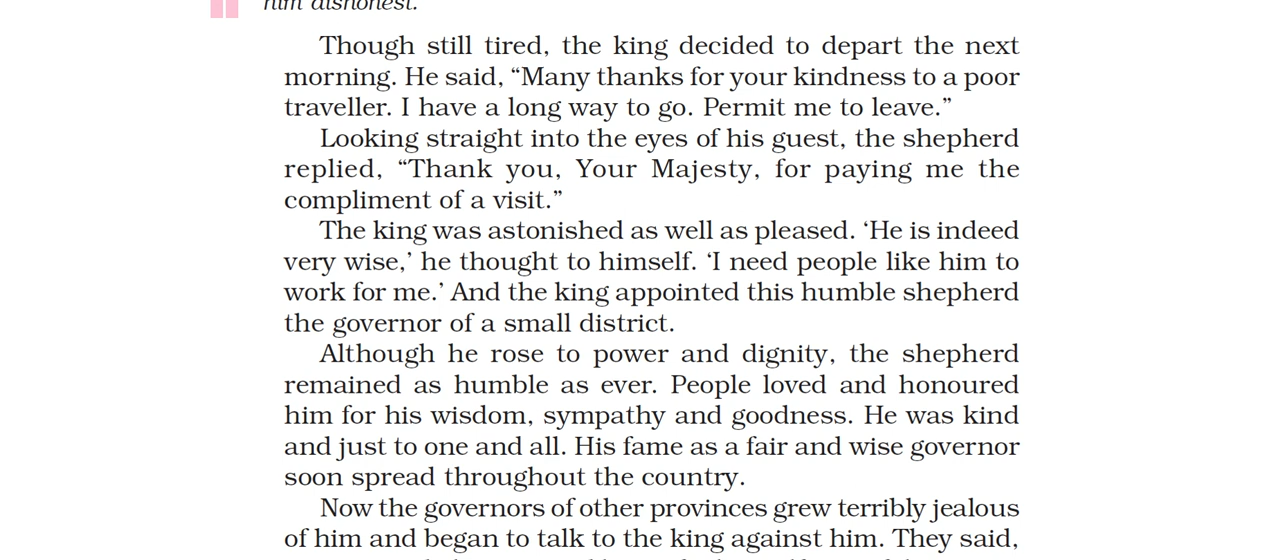 him dishonest.
Though still tired, the king decided to depart the next
morning. He said, “Many thanks for your kindness to a poor
traveller. I have a long way to go. Permit me to leave.”
Looking straight into the eyes of his guest, the shepherd
replied, “Thank you, Your Majesty, for paying me the
compliment of a visit.”
The king was astonished as well as pleased. ‘He is indeed
very wise,’ he thought to himself. ‘I need people like him to
work for me.’ And the king appointed this humble shepherd
the governor of a small district.
Although he rose to power and dignity, the shepherd
remained as humble as ever. People loved and honoured
him for his wisdom, sympathy and goodness. He was kind
and just to one and all. His fame as a fair and wise governor
soon spread throughout the country.
Now the governors of other provinces grew terribly jealous
of him and began to talk to the king against him. They said,